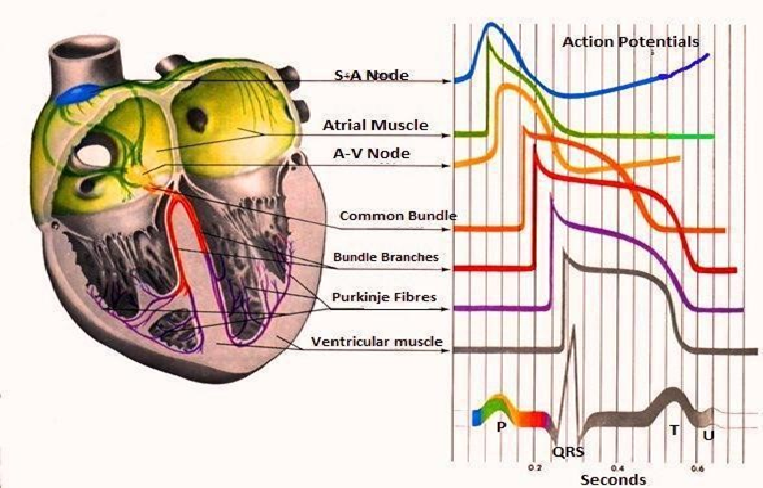 Action Potentials
S-A Node
Atrial Muscle
A-V Node
Common Bundle
Bundle Branches
Purkinje Fibres
Ventricular muscle
P
T
U
QRS
0.2
0.4
0.6
Seconds